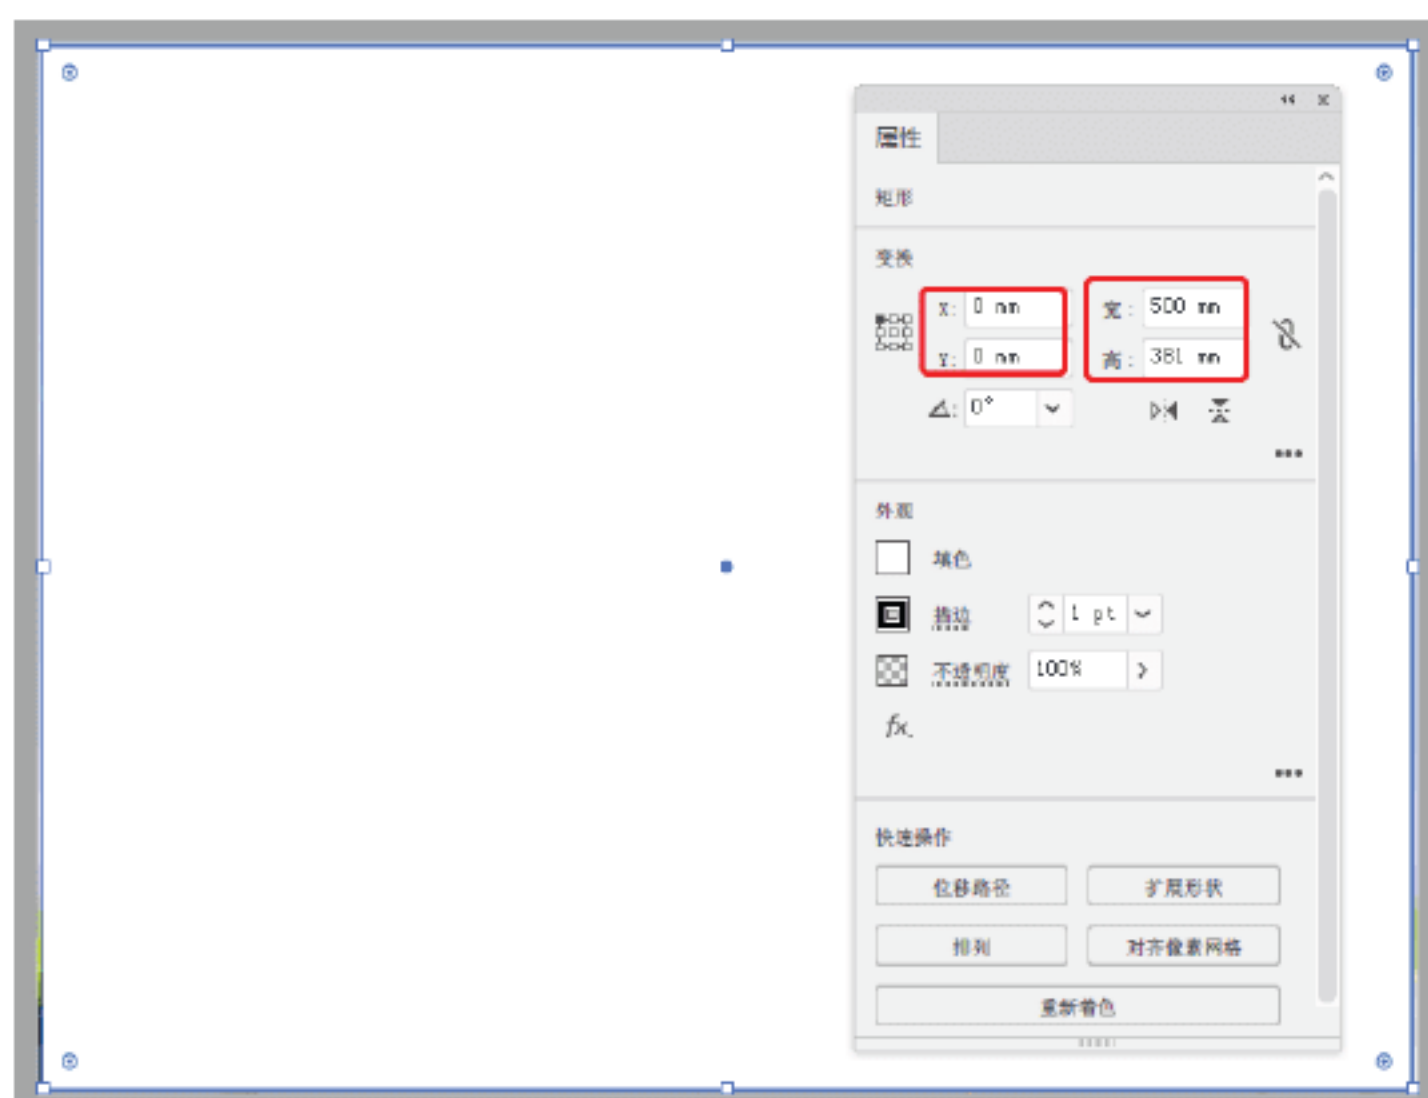 属性
矩形
变换
X: 0 mm 宽: 500 mm
Y: 0 mm 高: 381 mm
0°
外观
填色
描边 1 pt
不透明度 100%
fx.
快速操作
位移路径 扩展形状
排列 对齐像素网格
重新着色